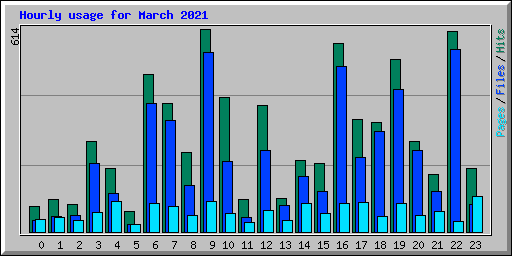 Hourly usage for March 2021
614
Pages/Files/Hits
0 1 2 3 4 5 6 7 8 9 10 11 12 13 14 15 16 17 18 19 20 21 22 23